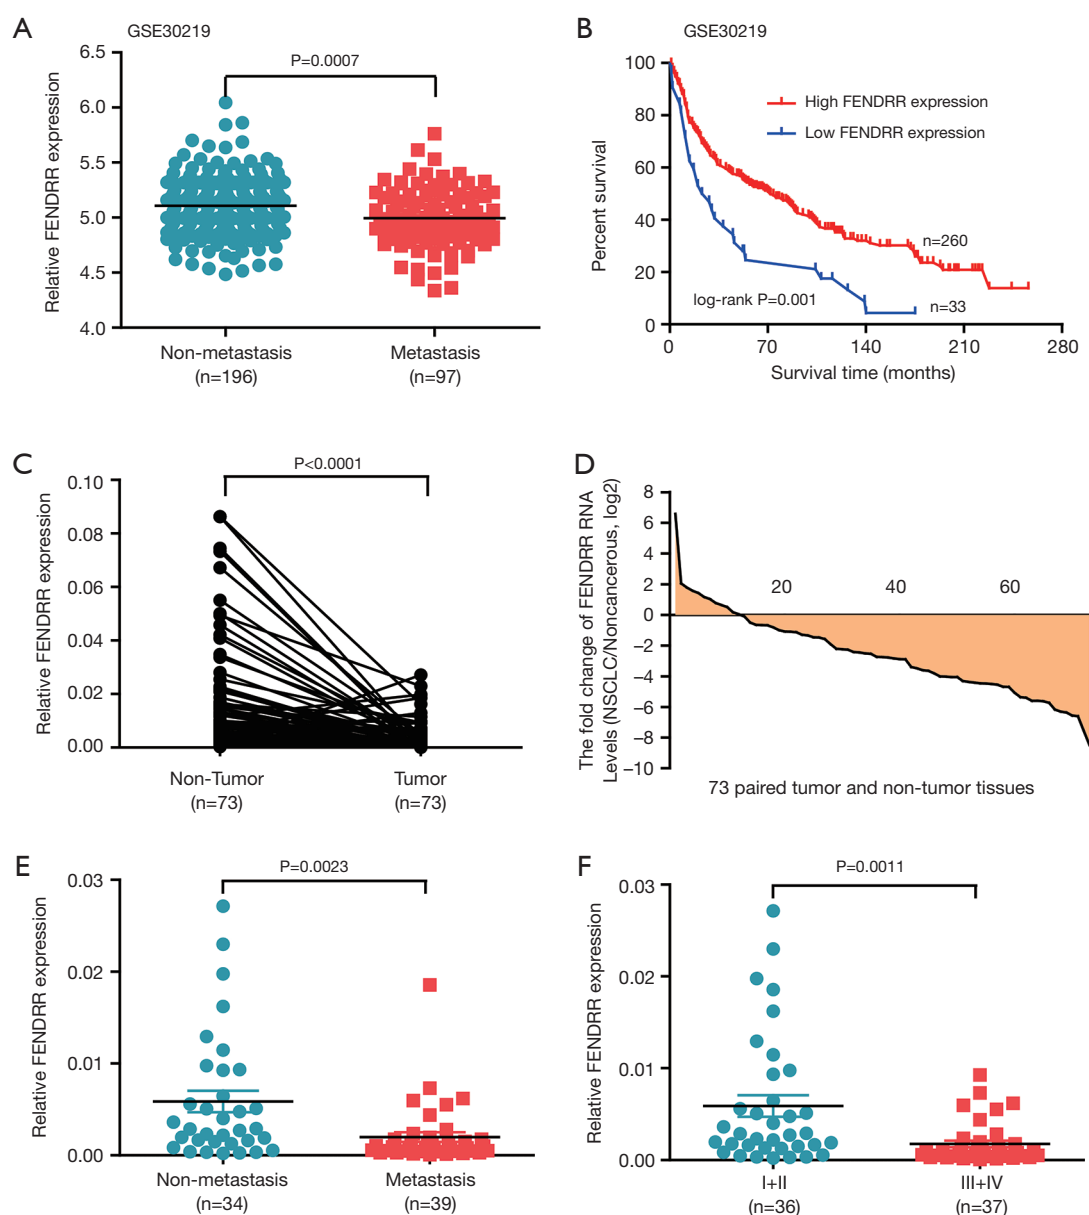 A
GSE30219
Relative FENDRR expression
6.5
6.0
5.5
5.0
4.5
4.0
P=0.0007
Non-metastasis
(n=196)
Metastasis
(n=97)
B
GSE30219
Percent survival
100
80
60
40
20
0
High FENDRR expression
Low FENDRR expression
n=260
log-rank P=0.001
n=33
0
70
140
210
280
Survival time (months)
C
Relative FENDRR expression
0.10
0.08
0.06
0.04
0.02
0.00
P<0.0001
Non-Tumor
(n=73)
Tumor
(n=73)
D
The fold change of FENDRR RNA
Levels (NSCLC/Noncancerous, log2)
8
6
4
2
0
−2
−4
−6
−8
−10
20
40
60
73 paired tumor and non-tumor tissues
E
Relative FENDRR expression
0.03
0.02
0.01
0.00
P=0.0023
Non-metastasis
(n=34)
Metastasis
(n=39)
F
Relative FENDRR expression
0.03
0.02
0.01
0.00
P=0.0011
I+II
(n=36)
III+IV
(n=37)